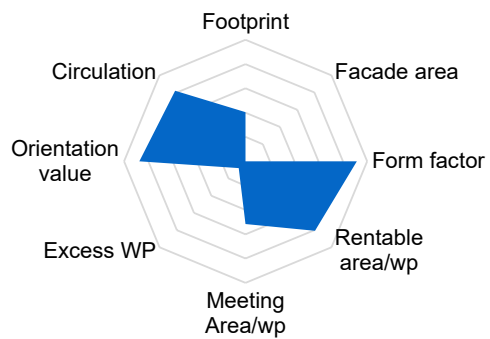 Footprint
Circulation
Facade area
Orientation
value
Form factor
Excess WP
Rentable
area/wp
Meeting
Area/wp